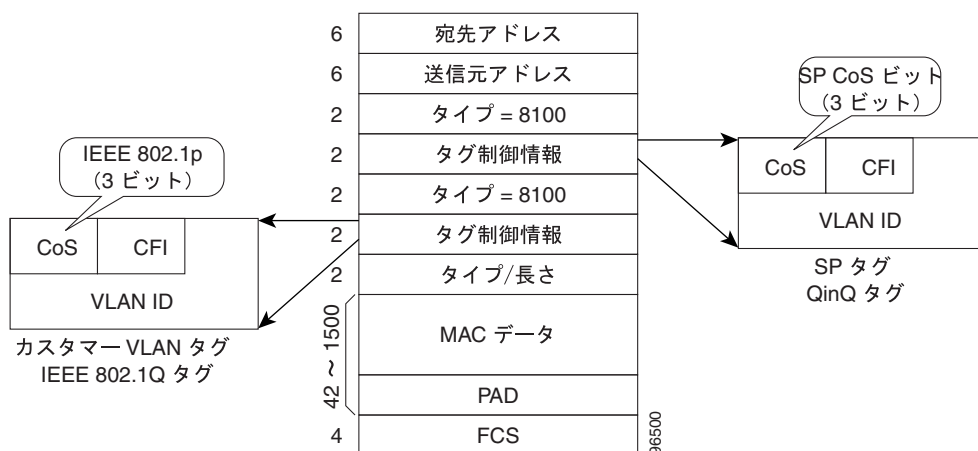 6 宛先アドレス
6 送信元アドレス
2 タイプ = 8100
2 タグ制御情報
2 タイプ = 8100
2 タグ制御情報
2 タイプ/長さ
42 ～ 1500
MAC データ
PAD
4 FCS
96500
IEEE 802.1p
（3 ビット）
CoS CFI
VLAN ID
カスタマー VLAN タグ
IEEE 802.1Q タグ
SP CoS ビット
（3 ビット）
CoS CFI
VLAN ID
SP タグ
QinQ タグ